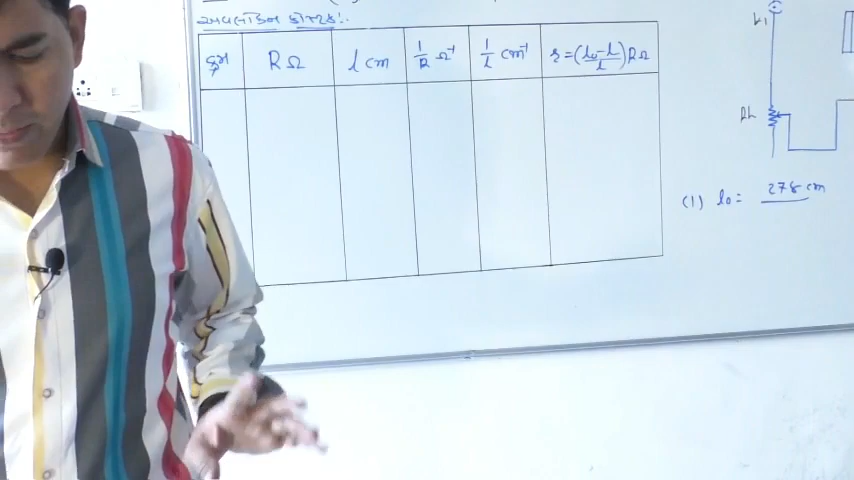 અવલોકન કોષ્ટક :-
ક્રમ R Ω l cm 1/R Ω⁻¹ 1/l cm⁻¹ r = (l₀-l/l) R Ω
k₁
Rh
(1) l₀ = 278 cm